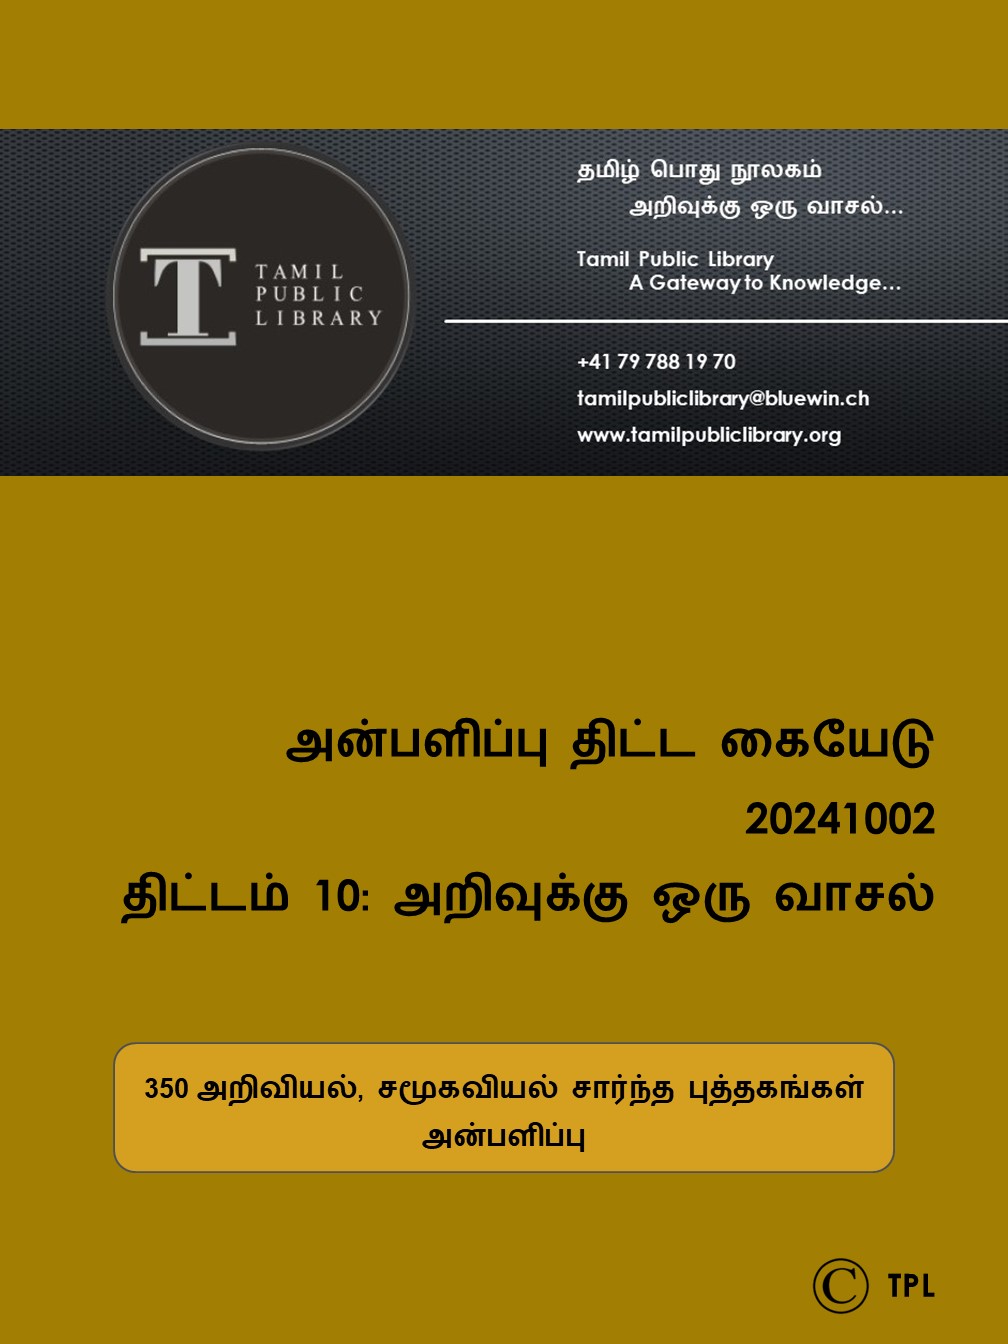 TAMIL
PUBLIC
LIBRARY
தமிழ் பொது நூலகம்
அறிவுக்கு ஒரு வாசல்...
Tamil Public Library
A Gateway to Knowledge...
+41 79 788 19 70
tamilpubliclibrary@bluewin.ch
www.tamilpubliclibrary.org
அன்பளிப்பு திட்ட கையேடு
20241002
திட்டம் 10: அறிவுக்கு ஒரு வாசல்
350 அறிவியல், சமூகவியல் சார்ந்த புத்தகங்கள்
அன்பளிப்பு
© TPL